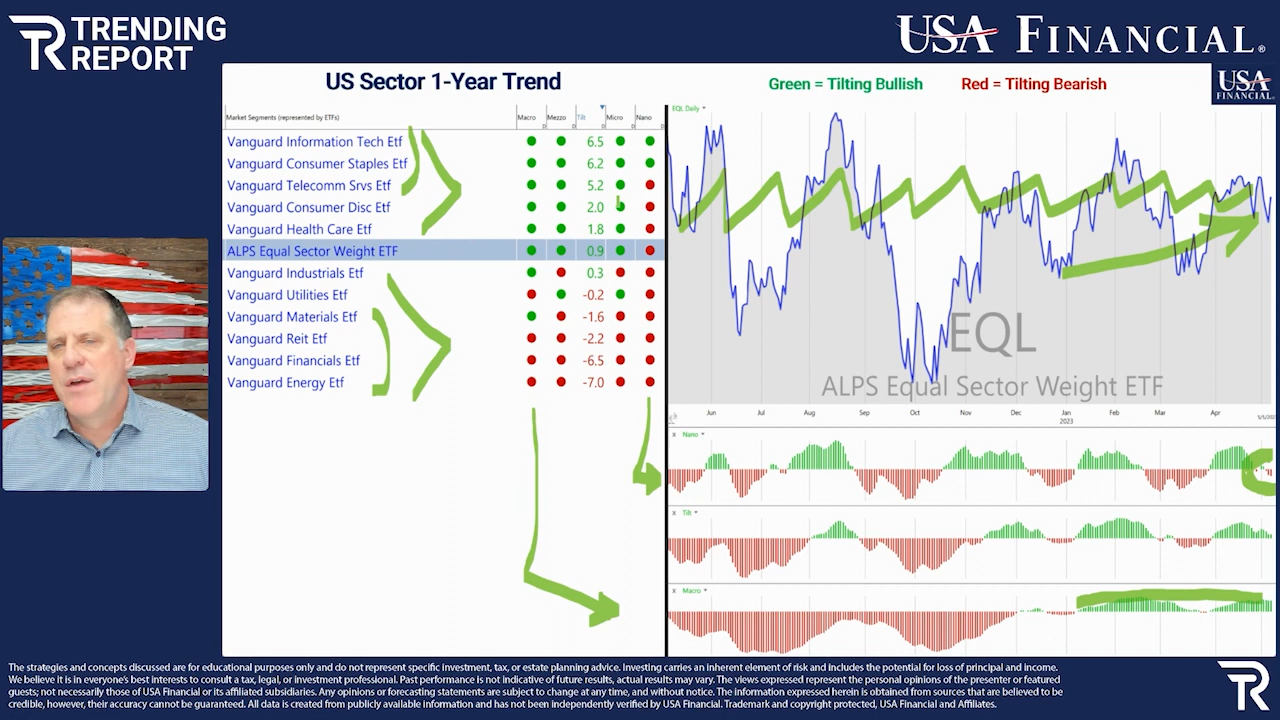 TRENDING
REPORT
USA FINANCIAL®
US Sector 1-Year Trend
Green = Tilting Bullish
Red = Tilting Bearish
USA
FINANCIAL
Market Segments (represented by ETFs) Macro Mezzo Tilt Micro Nano
D D D D D
Vanguard Information Tech Etf 6.5
Vanguard Consumer Staples Etf 6.2
Vanguard Telecomm Srvs Etf 5.2
Vanguard Consumer Disc Etf 2.0
Vanguard Health Care Etf 1.8
ALPS Equal Sector Weight ETF 0.9
Vanguard Industrials Etf 0.3
Vanguard Utilities Etf -0.2
Vanguard Materials Etf -1.6
Vanguard Reit Etf -2.2
Vanguard Financials Etf -6.5
Vanguard Energy Etf -7.0
EQL Daily
EQL
ALPS Equal Sector Weight ETF
Jun Jul Aug Sep Oct Nov Dec Jan Feb Mar Apr
2023
x Nano
x Tilt
x Macro
The strategies and concepts discussed are for educational purposes only and do not represent specific investment, tax, or estate planning advice. Investing carries an inherent element of risk and includes the potential for loss of principal and income.
We believe it is in everyone's best interests to consult a tax, legal, or investment professional. Past performance is not indicative of future results, actual results may vary. The views expressed represent the personal opinions of the presenter or featured
guests; not necessarily those of USA Financial or its affiliated subsidiaries. Any opinions or forecasting statements are subject to change at any time, and without notice. The information expressed herein is obtained from sources that are believed to be
credible, however, their accuracy cannot be guaranteed. All data is created from publicly available information and has not been independently verified by USA Financial. Trademark and copyright protected, USA Financial and Affiliates.